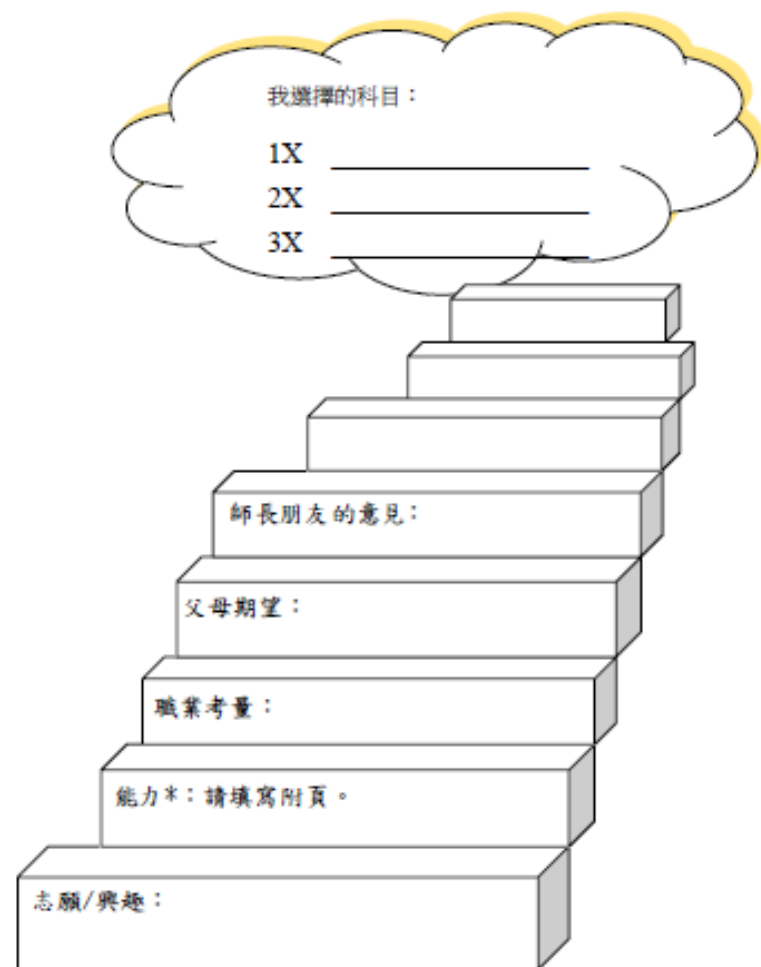 我選擇的科目：
1X
2X
3X
師長朋友的意見：
父母期望：
職業考量：
能力*：請填寫附頁。
志願/興趣：